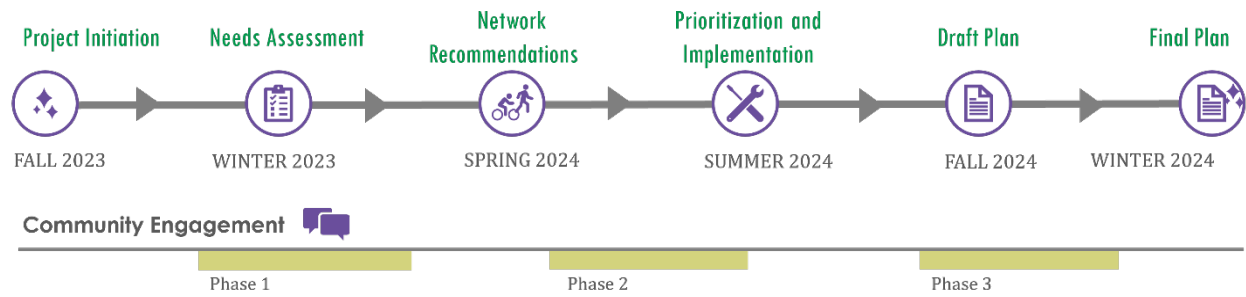 Project Initiation
Needs Assessment
Network
Recommendations
Prioritization and
Implementation
Draft Plan
Final Plan
FALL 2023
WINTER 2023
SPRING 2024
SUMMER 2024
FALL 2024
WINTER 2024
Community Engagement
Phase 1
Phase 2
Phase 3